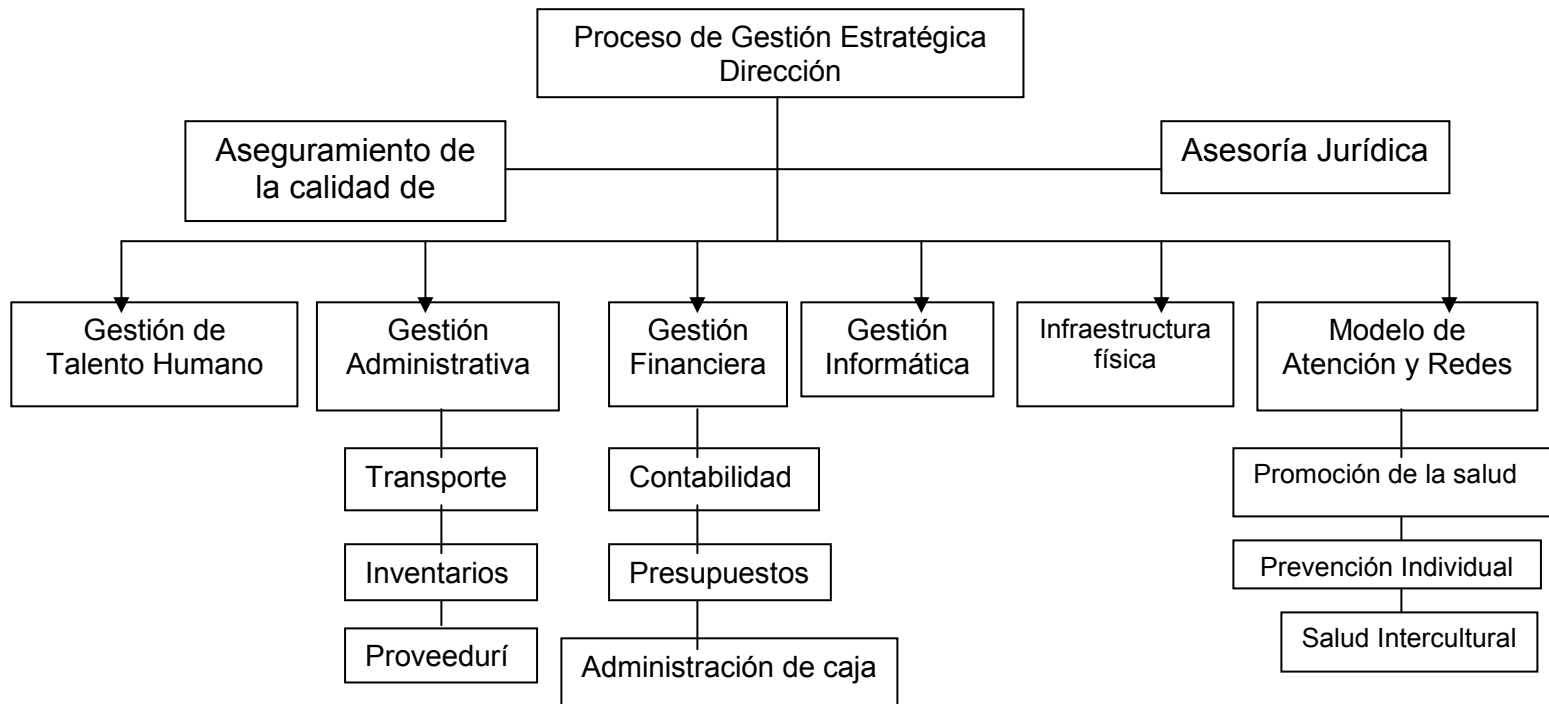 Proceso de Gestión Estratégica
Dirección
Aseguramiento de
la calidad de
Asesoría Jurídica
Gestión de
Talento Humano
Gestión
Administrativa
Gestión
Financiera
Gestión
Informática
Infraestructura
física
Modelo de
Atención y Redes
Transporte
Contabilidad
Promoción de la salud
Inventarios
Presupuestos
Prevención Individual
Proveedurí
Administración de caja
Salud Intercultural